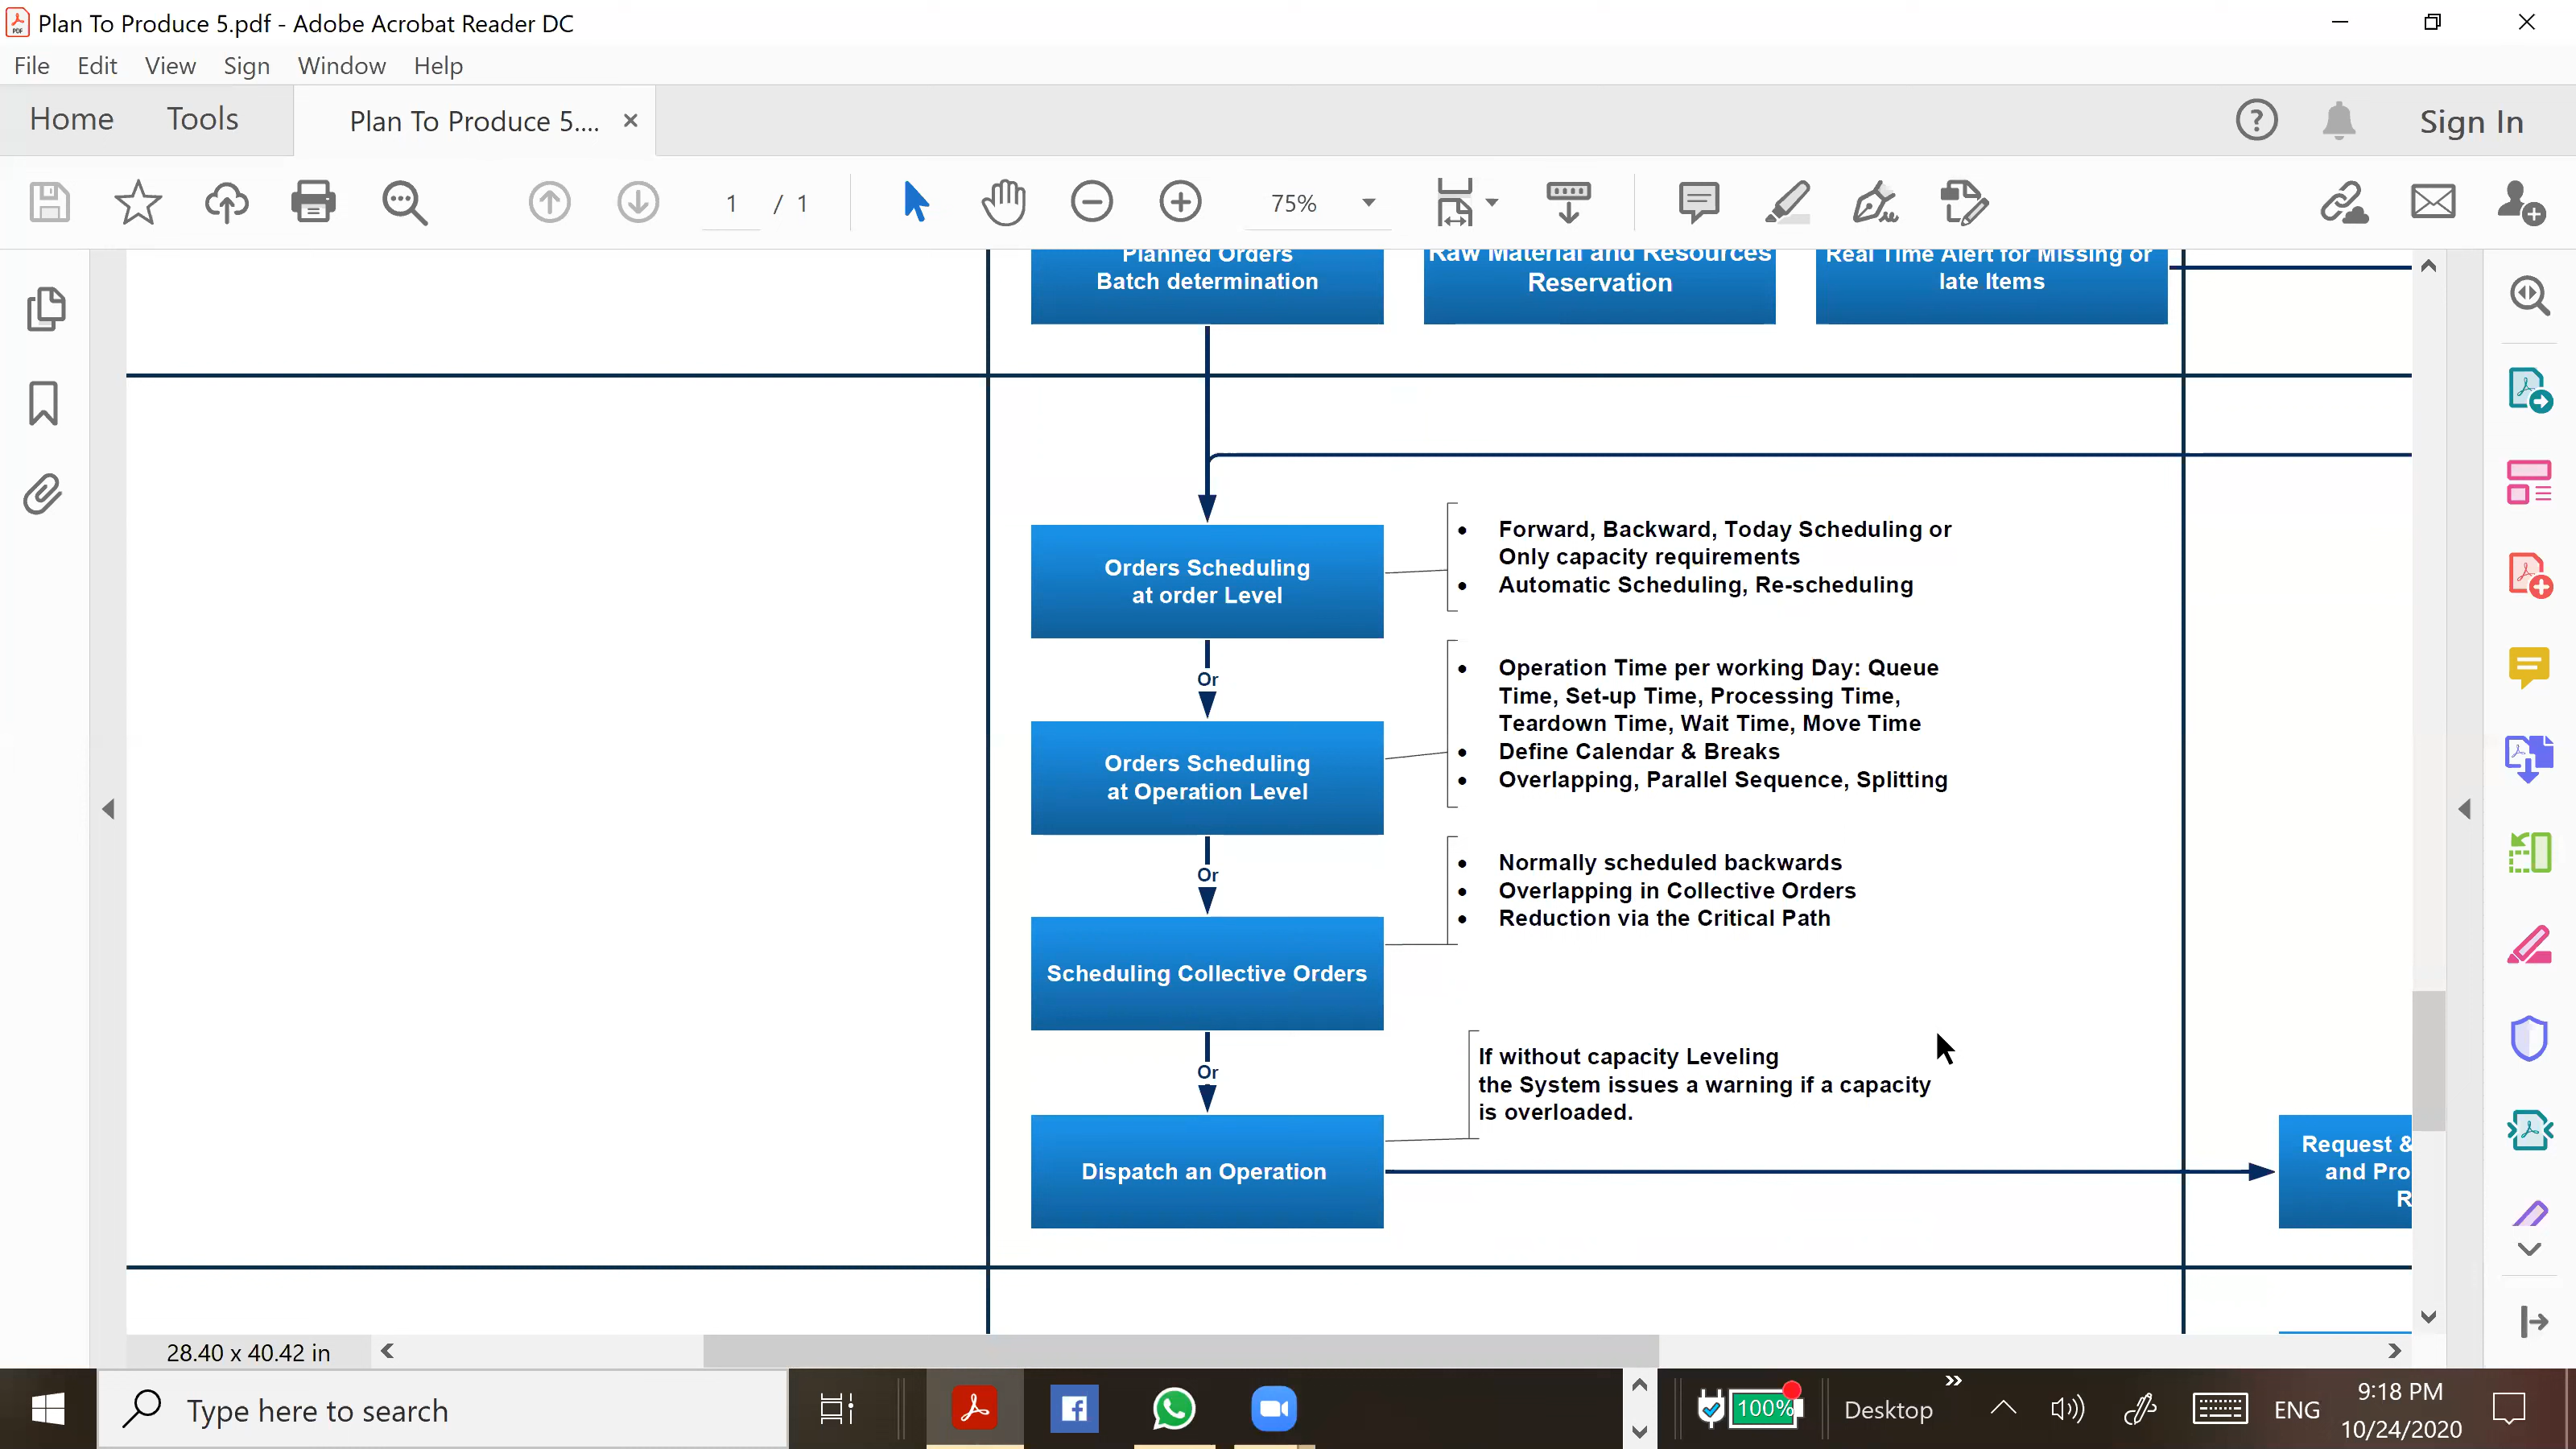 Plan To Produce 5.pdf - Adobe Acrobat Reader DC
File Edit View Sign Window Help
Home Tools Plan To Produce 5.... Sign In
1 / 1 75%
Planned Orders
Batch determination
Raw Material and Resources
Reservation
Real Time Alert for Missing or
late Items
Orders Scheduling
at order Level
• Forward, Backward, Today Scheduling or
Only capacity requirements
• Automatic Scheduling, Re-scheduling
Or
Orders Scheduling
at Operation Level
• Operation Time per working Day: Queue
Time, Set-up Time, Processing Time,
Teardown Time, Wait Time, Move Time
• Define Calendar & Breaks
• Overlapping, Parallel Sequence, Splitting
Or
Scheduling Collective Orders
• Normally scheduled backwards
• Overlapping in Collective Orders
• Reduction via the Critical Path
Or
Dispatch an Operation
If without capacity Leveling
the System issues a warning if a capacity
is overloaded.
Request &
and Pro
R
28.40 x 40.42 in
Type here to search
100%
Desktop
ENG
9:18 PM
10/24/2020